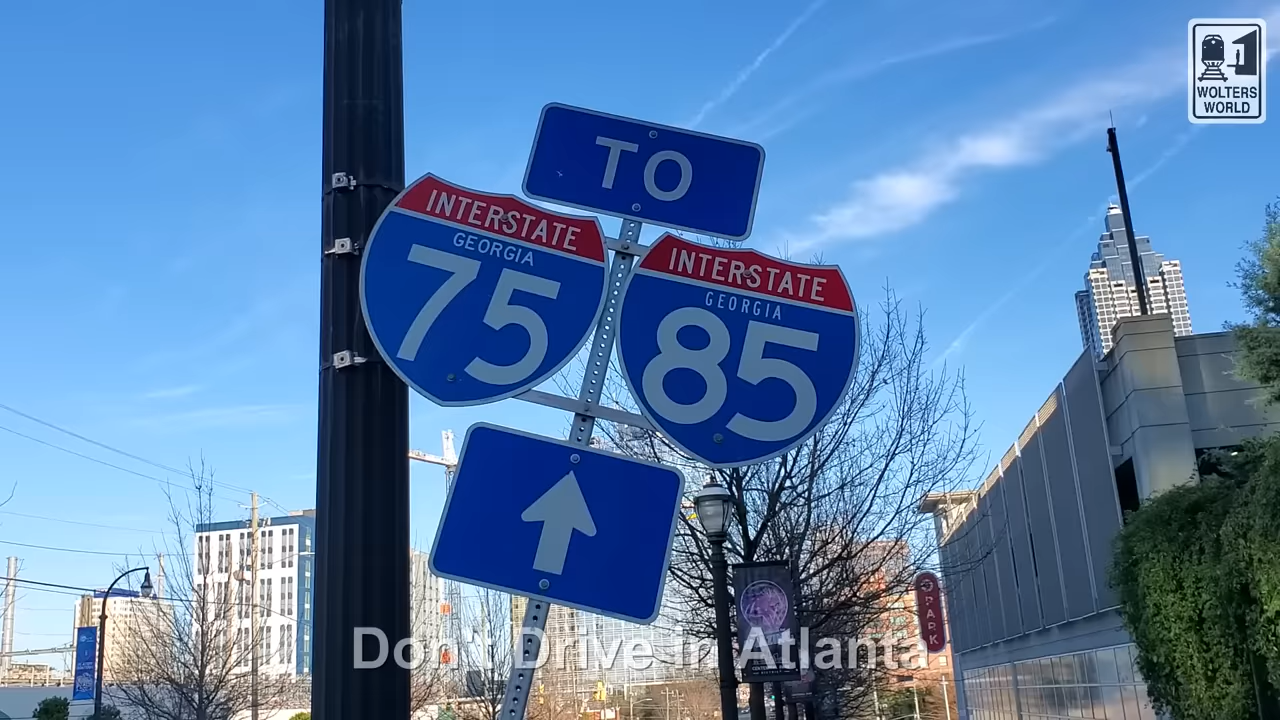 WOLTERS
WORLD
TO
INTERSTATE
GEORGIA
75
INTERSTATE
GEORGIA
85
PARK
Don't Drive in Atlanta